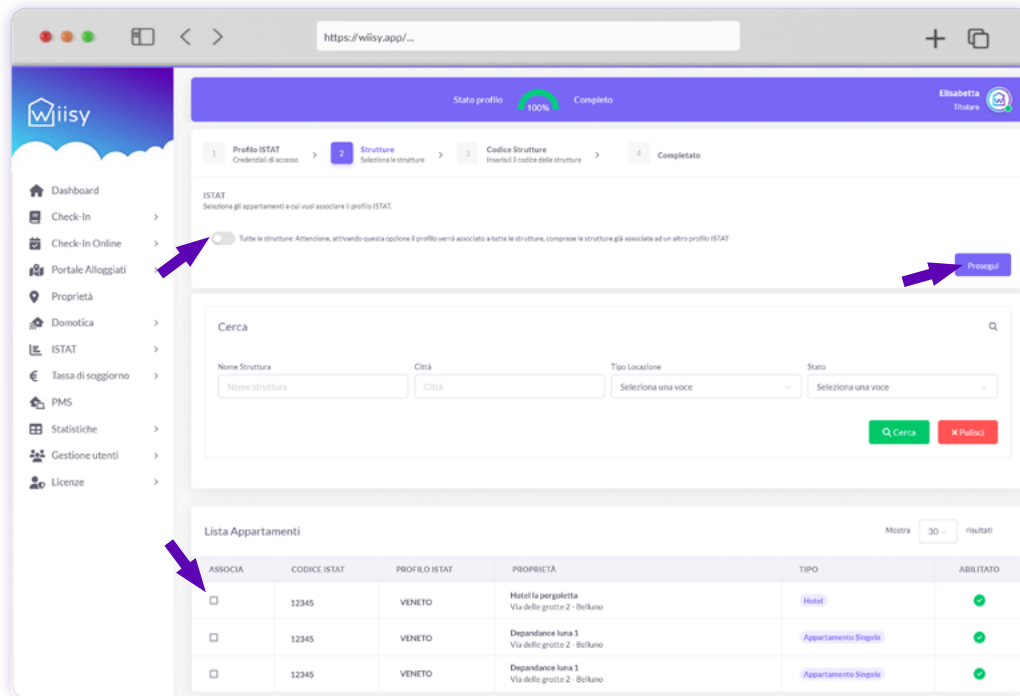 https://wiisy.app/...
Wiisy
Stato profilo 100% Completo
Elisabetta
Titolare
Dashboard
Check-In
Check-In Online
Portale Alloggiati
Proprietà
Domotica
ISTAT
Tassa di soggiorno
PMS
Statistiche
Gestione utenti
Licenze
1 Profilo ISTAT
Credenziali di accesso
2 Strutture
Seleziona le strutture
3 Codice Strutture
Inserisci il codice delle strutture
4 Completato
ISTAT
Seleziona gli appartamenti a cui vuoi associare il profilo ISTAT.
Tutte le strutture: Attenzione, attivando questa opzione il profilo verrà associato a tutte le strutture, comprese le strutture già associate ad un altro profilo ISTAT
Prosegui
Cerca
Nome Struttura Città Tipo Locazione Stato
Nome struttura Città Seleziona una voce Seleziona una voce
Cerca Pulisci
Lista Appartamenti Mostra 30 risultati
ASSOCIA CODICE ISTAT PROFILO ISTAT PROPRIETÀ TIPO ABILITATO
12345 VENETO Hotel la pergoletta Hotel
Via delle grotte 2 - Belluno
12345 VENETO Depandance luna 1 Appartamento Singolo
Via delle grotte 2 - Belluno
12345 VENETO Depandance luna 1 Appartamento Singolo
Via delle grotte 2 - Belluno